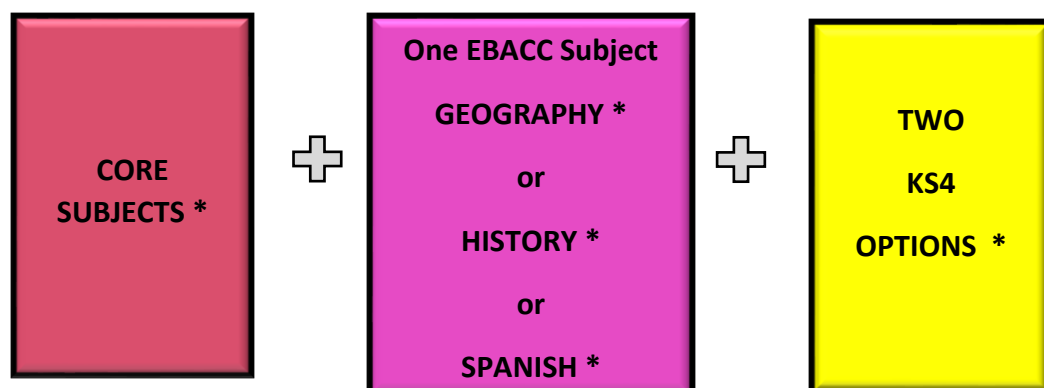 CORE
SUBJECTS *
One EBACC Subject
GEOGRAPHY *
or
HISTORY *
or
SPANISH *
TWO
KS4
OPTIONS *